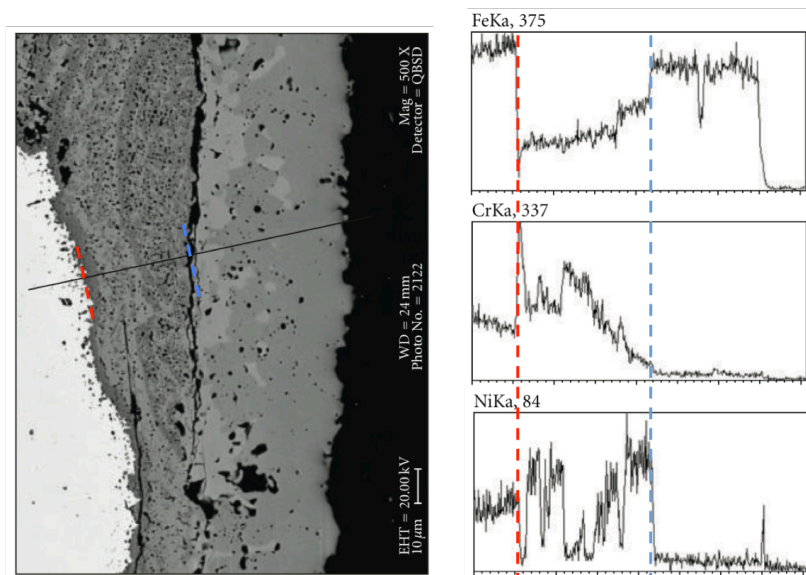 Mag = 500 X
Detector = QBSD
WD = 24 mm
Photo No. = 2122
EHT = 20.00 kV
10 µm
FeKa, 375
CrKa, 337
NiKa, 84